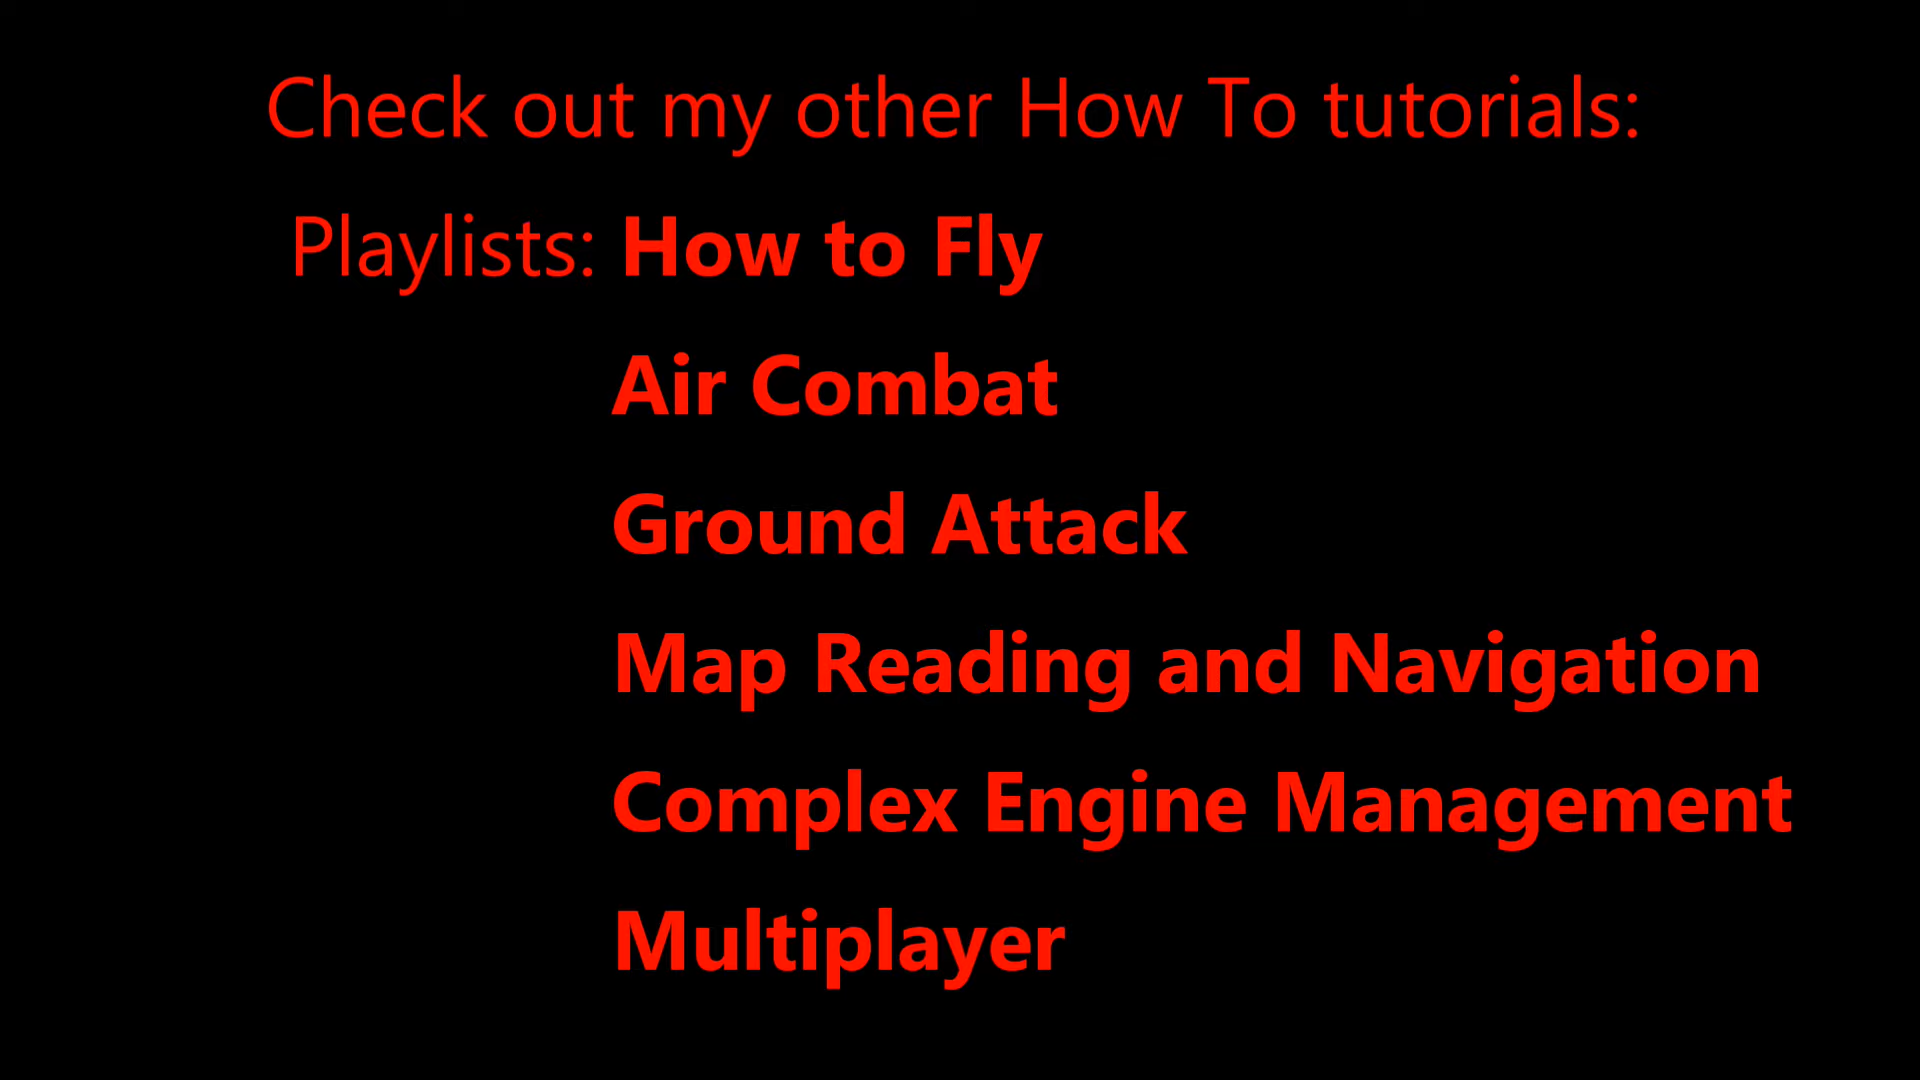 Check out my other How To tutorials:
Playlists: How to Fly
Air Combat
Ground Attack
Map Reading and Navigation
Complex Engine Management
Multiplayer